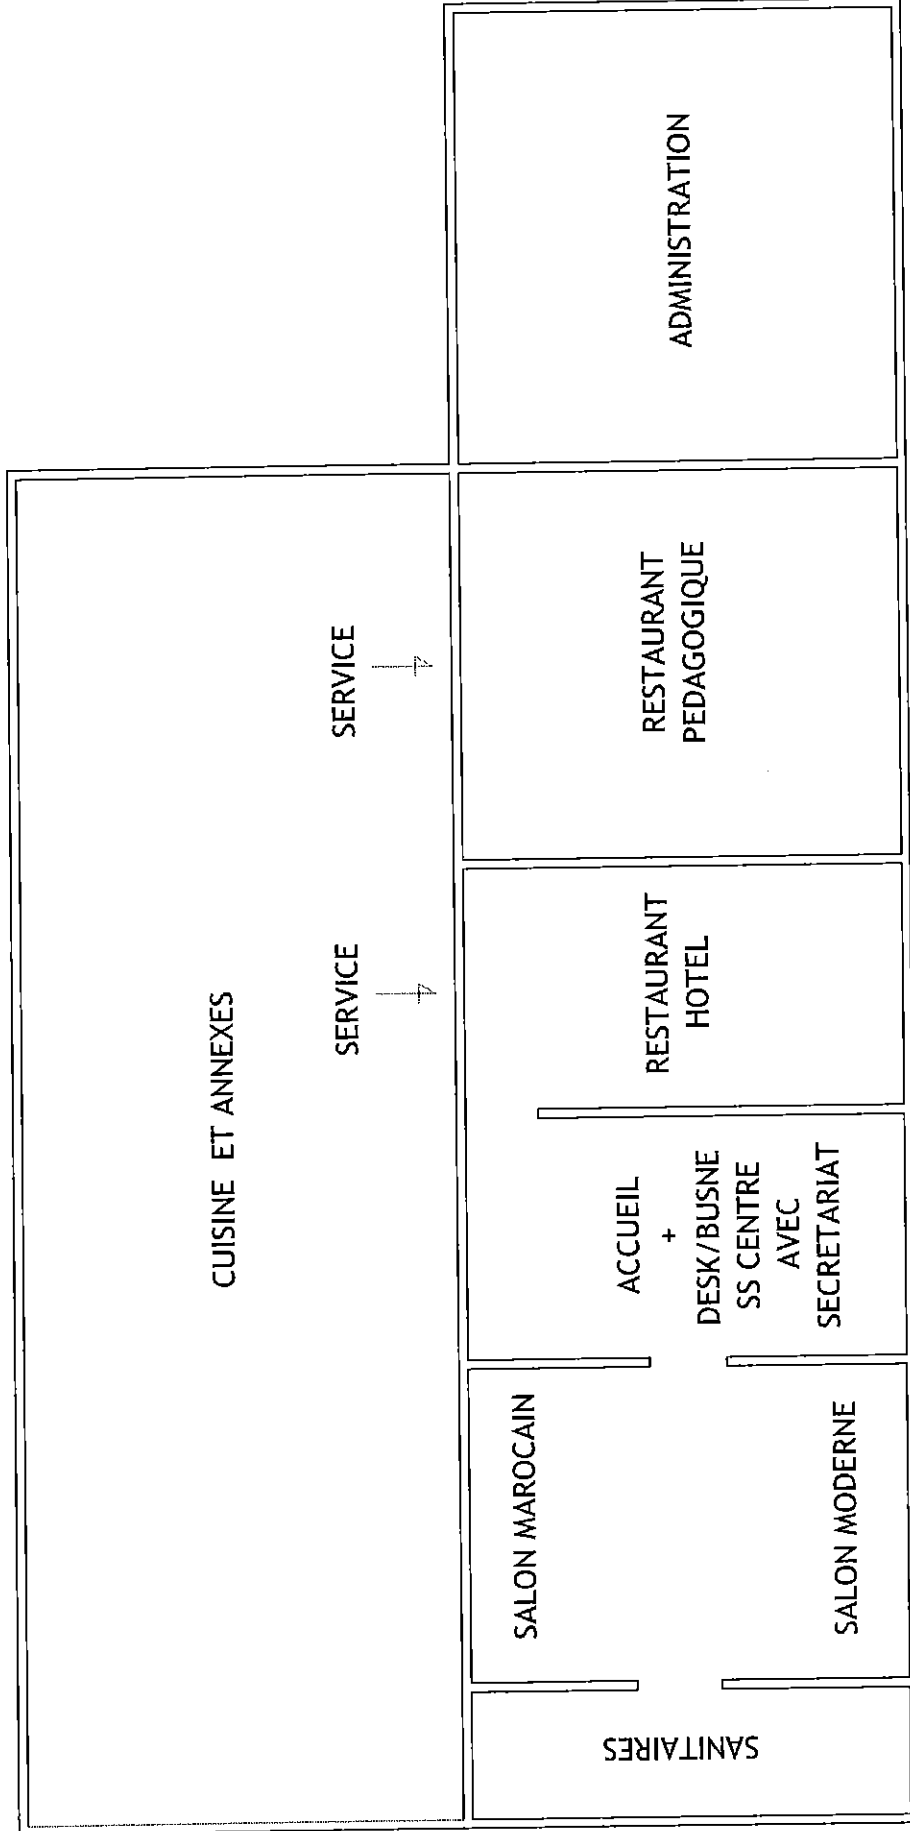 CUISINE ET ANNEXES
SERVICE
SERVICE
SANITAIRES
SALON MAROCAIN
SALON MODERNE
ACCUEIL
+
DESK/BUSNE
SS CENTRE
AVEC
SECRETARIAT
RESTAURANT
HOTEL
RESTAURANT
PEDAGOGIQUE
ADMINISTRATION